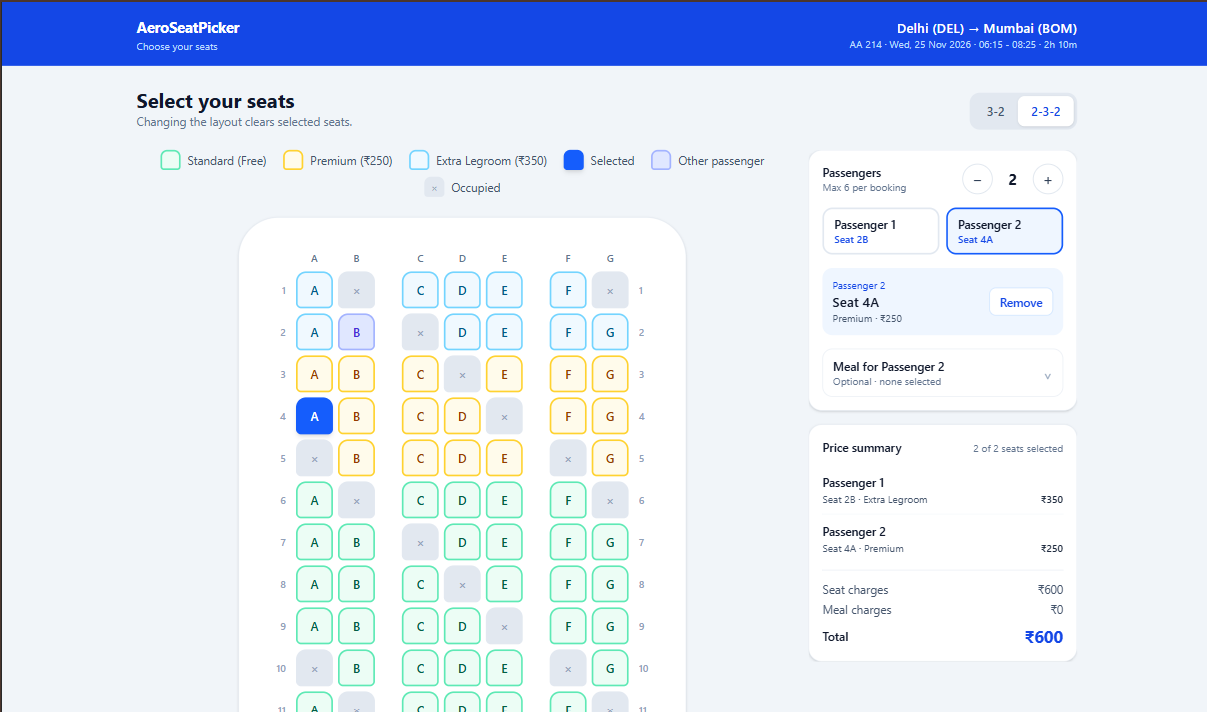 AeroSeatPicker
Choose your seats
Delhi (DEL) → Mumbai (BOM)
AA 214 · Wed, 25 Nov 2026 · 06:15 - 08:25 · 2h 10m
Select your seats
Changing the layout clears selected seats.
3-2 2-3-2
Standard (Free) Premium (₹250) Extra Legroom (₹350) Selected Other passenger
× Occupied
A B C D E F G
1 A × C D E F × 1
2 A B × D E F G 2
3 A B C × E F G 3
4 A B C D × F G 4
5 × B C D E × G 5
6 A × C D E F × 6
7 A B × D E F G 7
8 A B C × E F G 8
9 A B C D × F G 9
10 × B C D E × G 10
11 A × C D E F × 11
Passengers
Max 6 per booking
− 2 +
Passenger 1
Seat 2B
Passenger 2
Seat 4A
Passenger 2
Seat 4A
Premium · ₹250
Remove
Meal for Passenger 2
Optional · none selected
Price summary 2 of 2 seats selected
Passenger 1
Seat 2B · Extra Legroom ₹350
Passenger 2
Seat 4A · Premium ₹250
Seat charges ₹600
Meal charges ₹0
Total ₹600